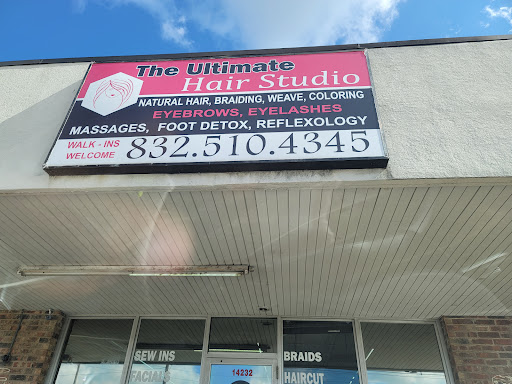 The Ultimate
Hair Studio
NATURAL HAIR, BRAIDING, WEAVE, COLORING
EYEBROWS, EYELASHES
MASSAGES, FOOT DETOX, REFLEXOLOGY
WALK - INS
WELCOME
832.510.4345
SEW INS
FACIALS
14232
BRAIDS
HAIRCUT